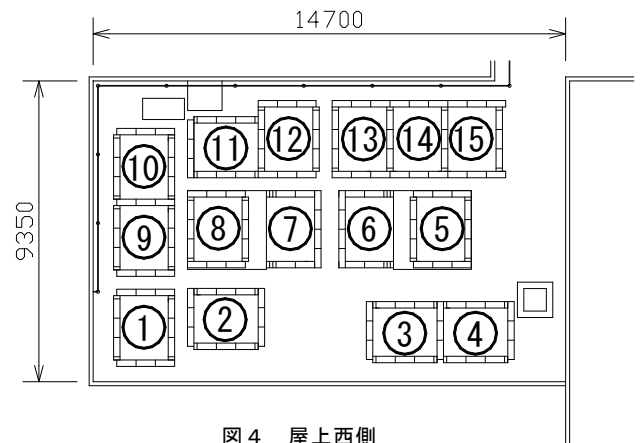 14700
9350
⑩ ⑪ ⑫ ⑬ ⑭ ⑮
⑨ ⑧ ⑦ ⑥ ⑤
① ② ③ ④
図4 屋上西側